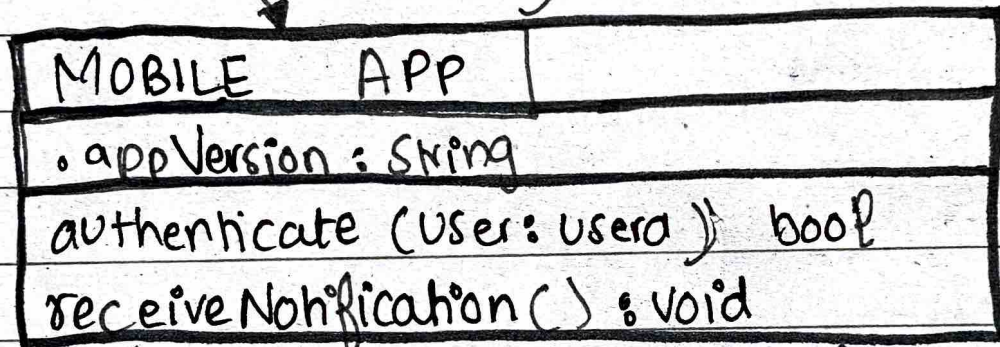 MOBILE APP
. appVersion : String
authenticate (User: usera): bool
receiveNotification() : void